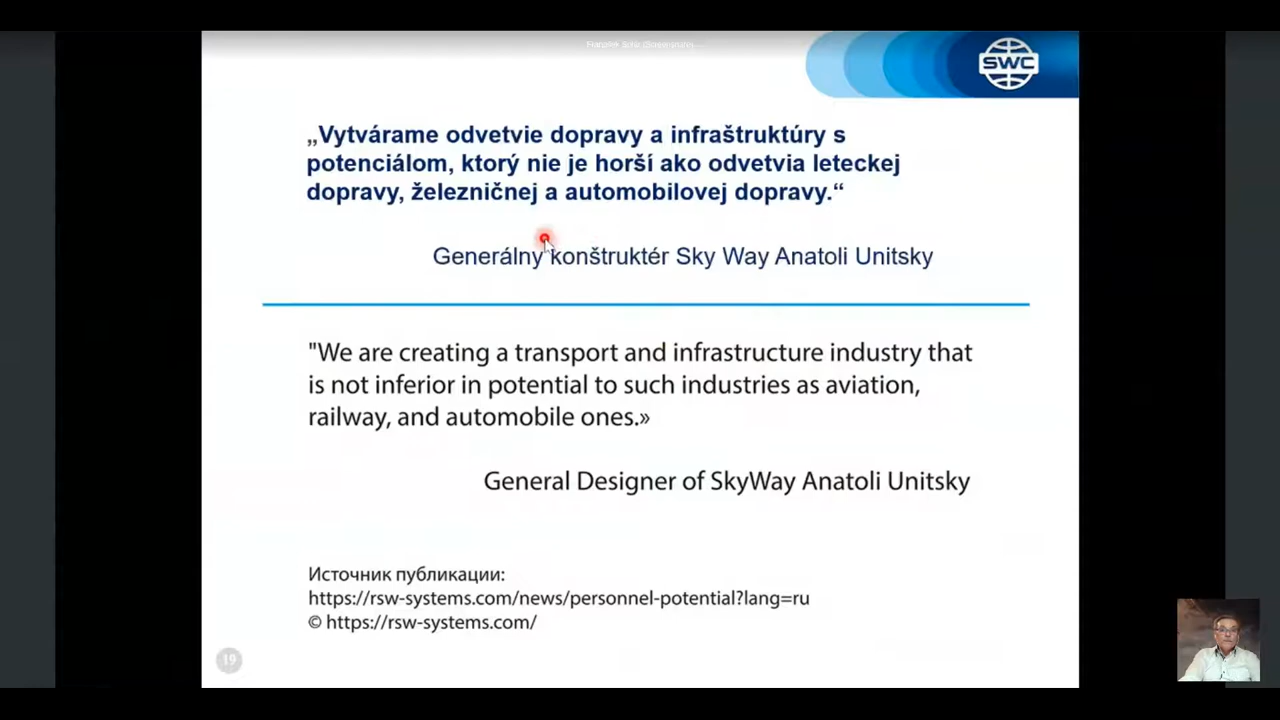 SWC
„Vytvárame odvetvie dopravy a infraštruktúry s
potenciálom, ktorý nie je horší ako odvetvia leteckej
dopravy, železničnej a automobilovej dopravy.“
Generálny konštruktér Sky Way Anatoli Unitsky
"We are creating a transport and infrastructure industry that
is not inferior in potential to such industries as aviation,
railway, and automobile ones.»
General Designer of SkyWay Anatoli Unitsky
Источник публикации:
https://rsw-systems.com/news/personnel-potential?lang=ru
© https://rsw-systems.com/
19